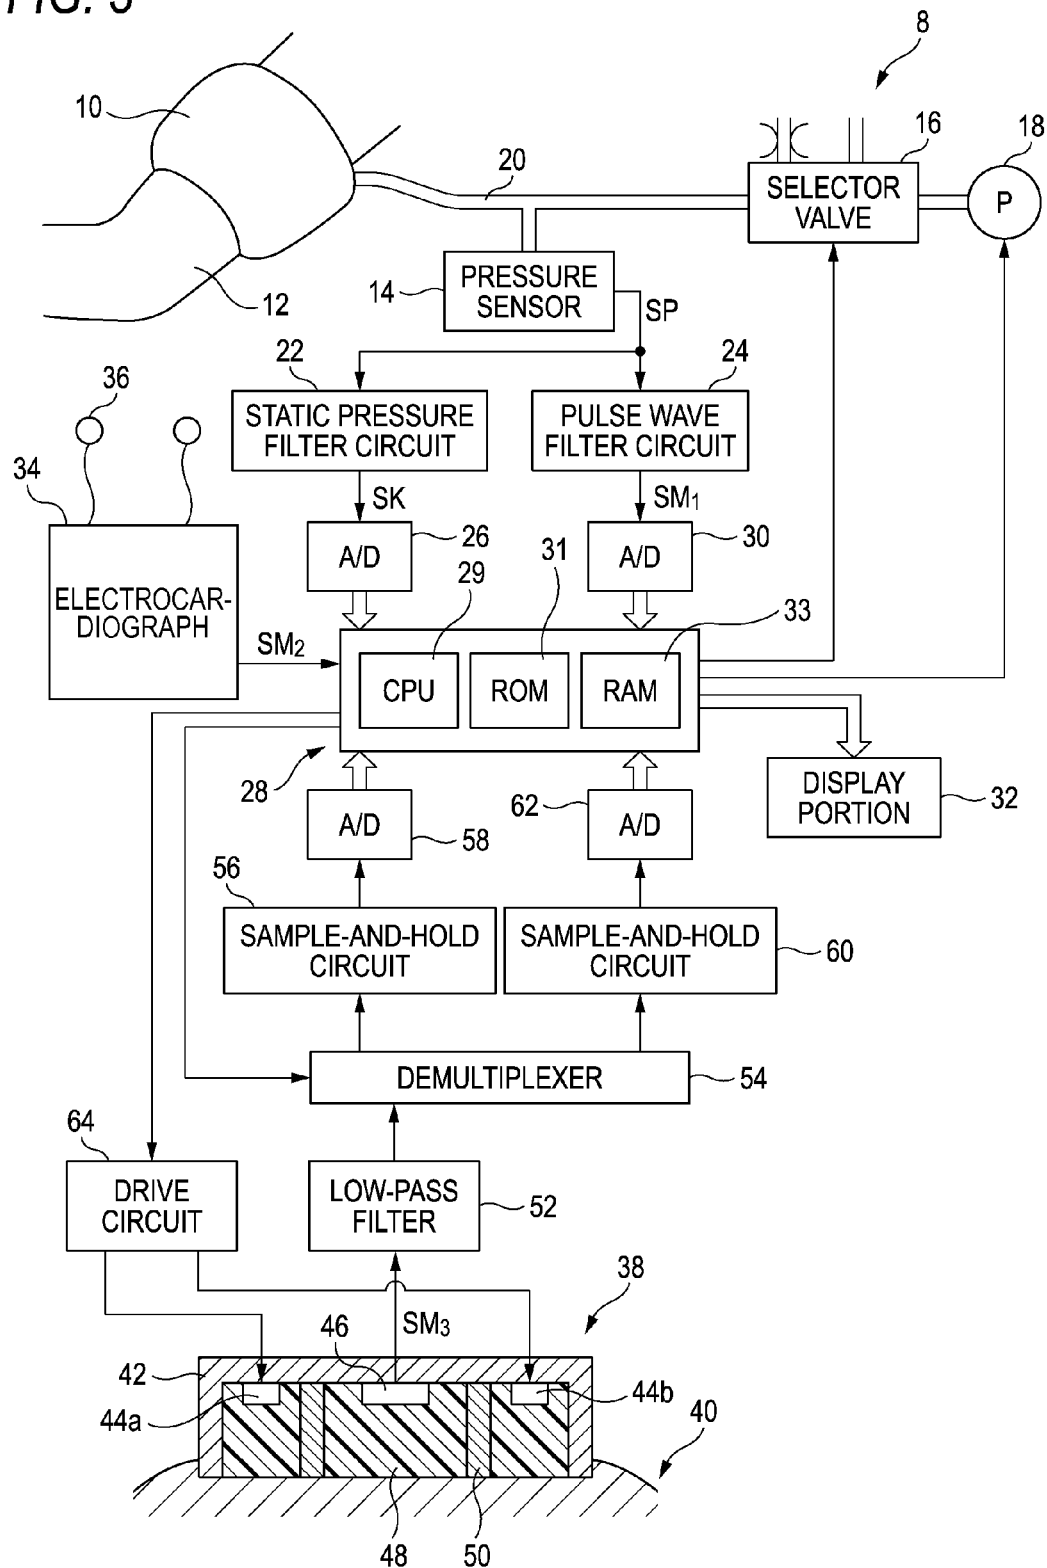 FIG. 3
8
10
16
18
20
SELECTOR
VALVE
P
12
14
PRESSURE
SENSOR
SP
22
24
36
STATIC PRESSURE
FILTER CIRCUIT
PULSE WAVE
FILTER CIRCUIT
34
SK
SM1
26
31
30
A/D
A/D
29
33
ELECTROCAR-
DIOGRAPH
SM2
CPU
ROM
RAM
28
DISPLAY
PORTION
32
A/D
58
62
A/D
56
SAMPLE-AND-HOLD
CIRCUIT
SAMPLE-AND-HOLD
CIRCUIT
60
DEMULTIPLEXER
54
64
DRIVE
CIRCUIT
LOW-PASS
FILTER
52
38
46
SM3
42
44a
44b
40
48
50